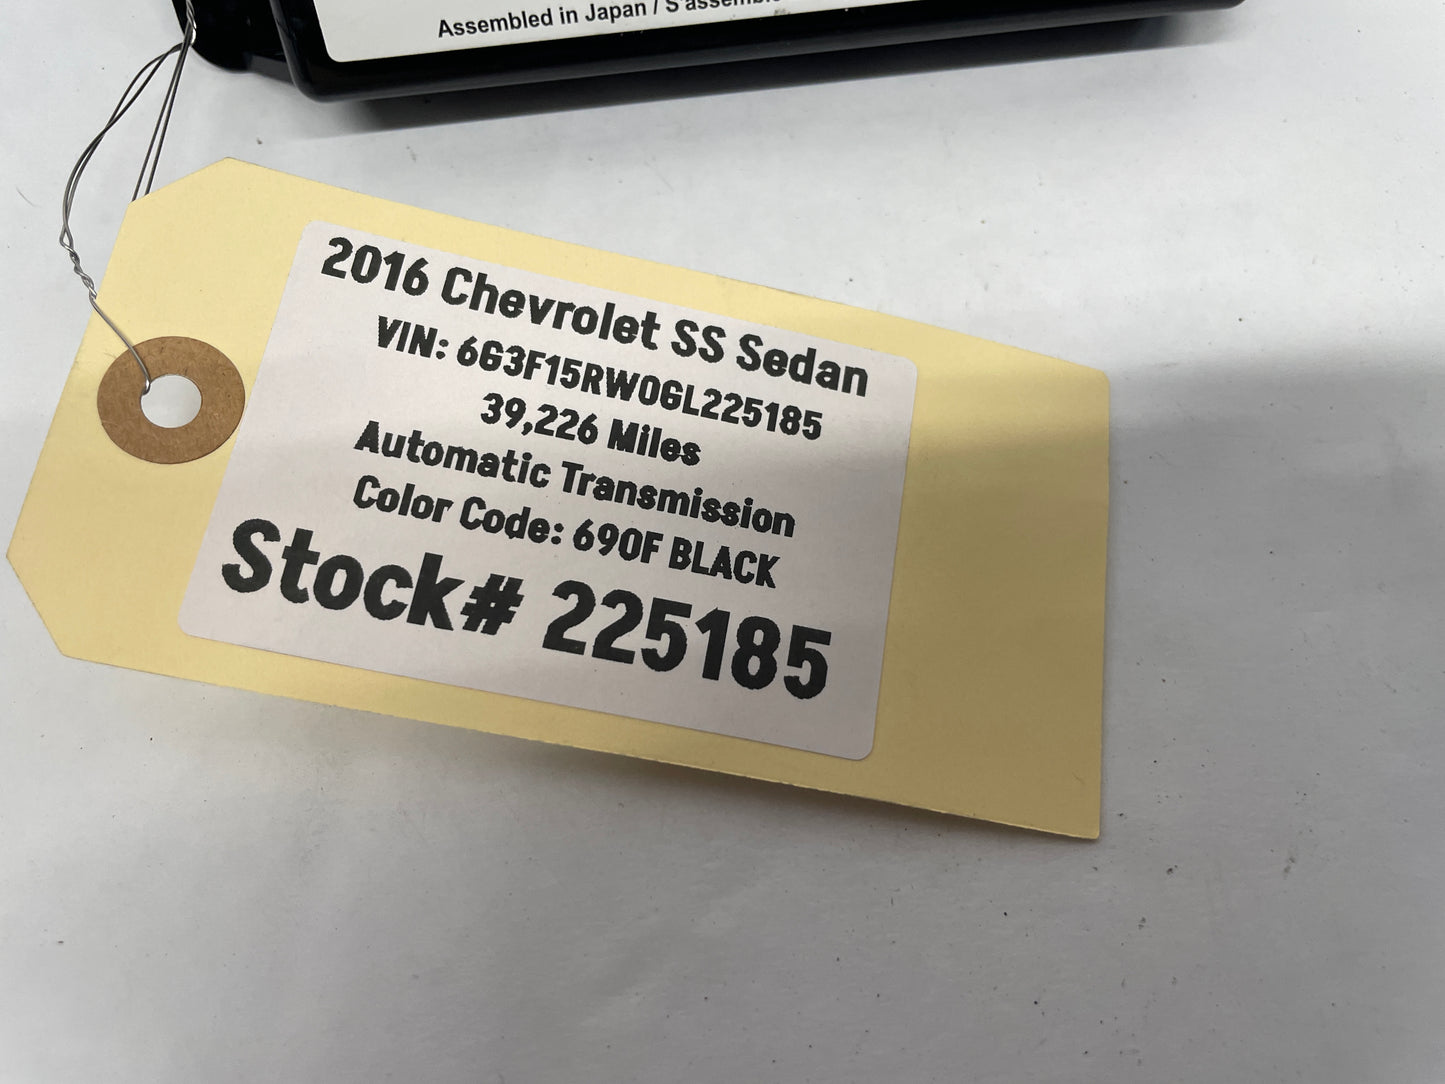 Assembled in Japan / S'assemble
2016 Chevrolet SS Sedan
VIN: 6G3F15RW0GL225185
39,226 Miles
Automatic Transmission
Color Code: 690F BLACK
Stock# 225185